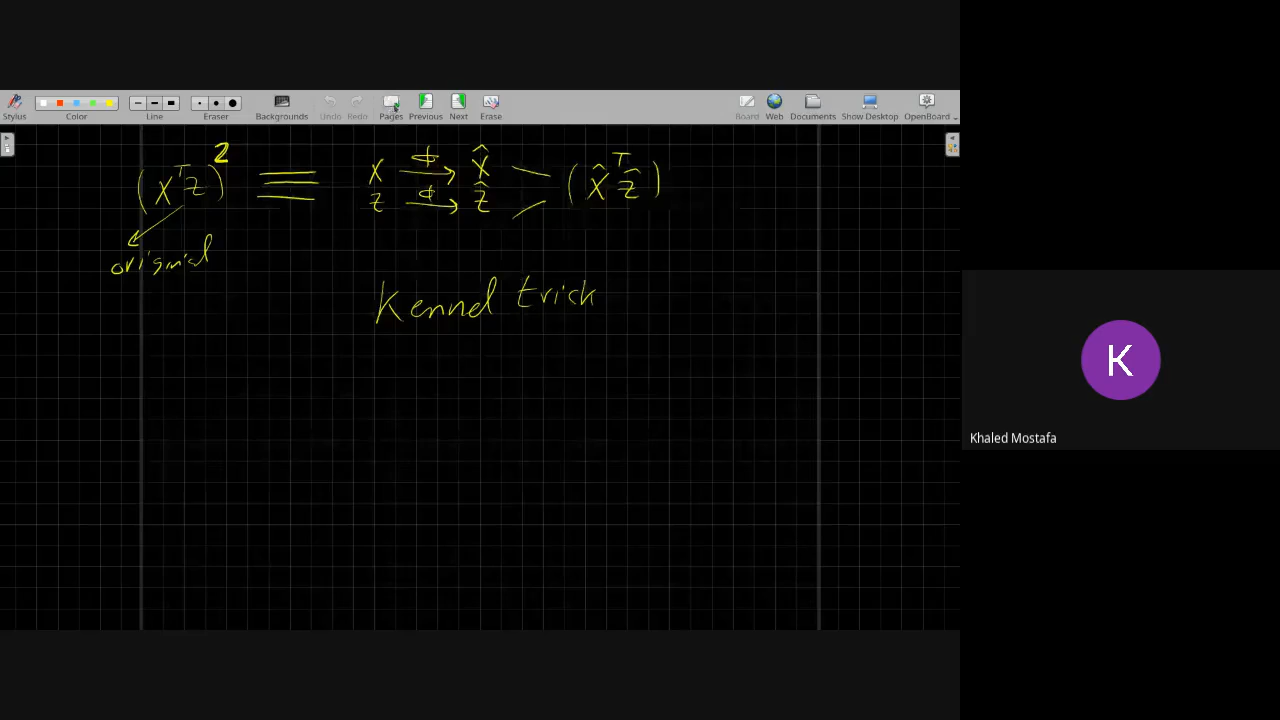 Stylus Color Line Eraser Backgrounds Undo Redo Pages Previous Next Erase Board Web Documents Show Desktop OpenBoard
(XᵀZ)² ≡ X —ϕ→ X̂ > (X̂ᵀẐ)
Z —ϕ→ Ẑ
original
Kennel trick
K
Khaled Mostafa